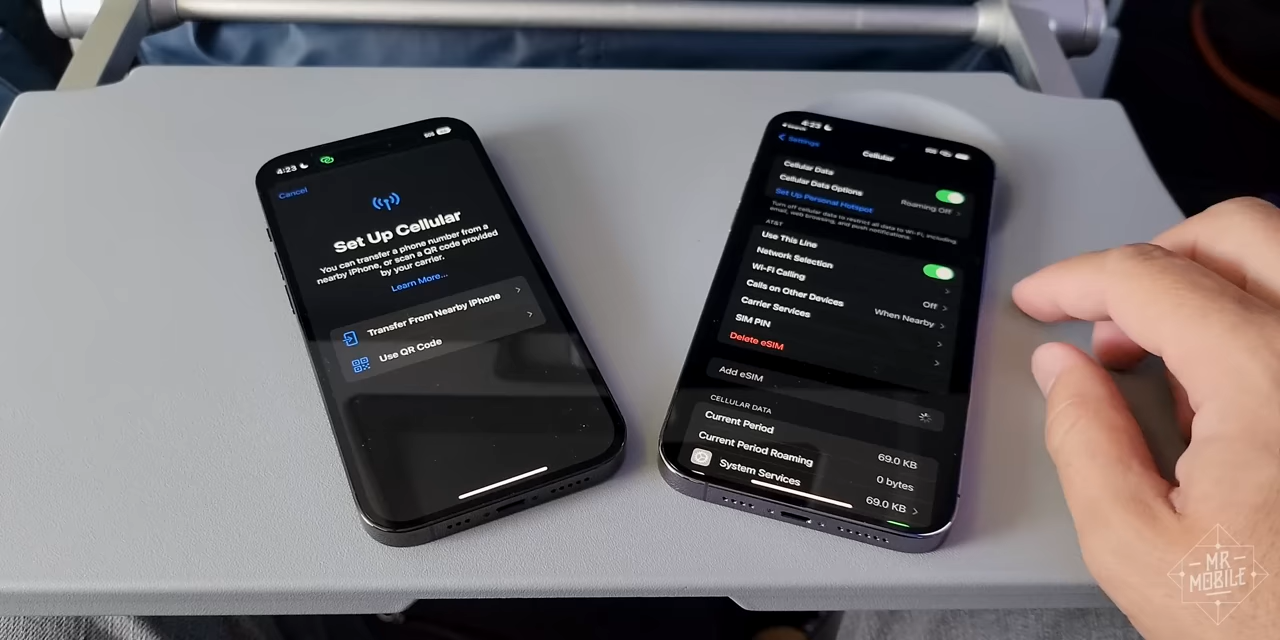 4:23
Cancel
Set Up Cellular
You can transfer a phone number from a
nearby iPhone, or scan a QR code provided
by your carrier.
Learn More...
Transfer From Nearby iPhone
Use QR Code
4:23
Settings
Cellular
Cellular Data
Cellular Data Options
Roaming Off
Set Up Personal Hotspot
Turn off cellular data to restrict all data to Wi-Fi, including
email, web browsing, and push notifications.
AT&T
Use This Line
Network Selection
Wi-Fi Calling
Off
Calls on Other Devices
When Nearby
Carrier Services
SIM PIN
Delete eSIM
Add eSIM
CELLULAR DATA
Current Period
69.0 KB
Current Period Roaming
0 bytes
System Services
69.0 KB
MR
MOBILE